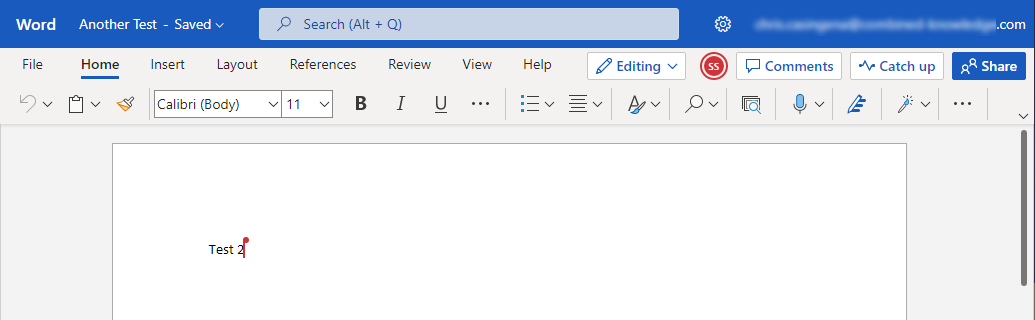 Word Another Test - Saved Search (Alt + Q) .com
File Home Insert Layout References Review View Help Editing SS Comments Catch up Share
Calibri (Body) 11 B I U ...
Test 2